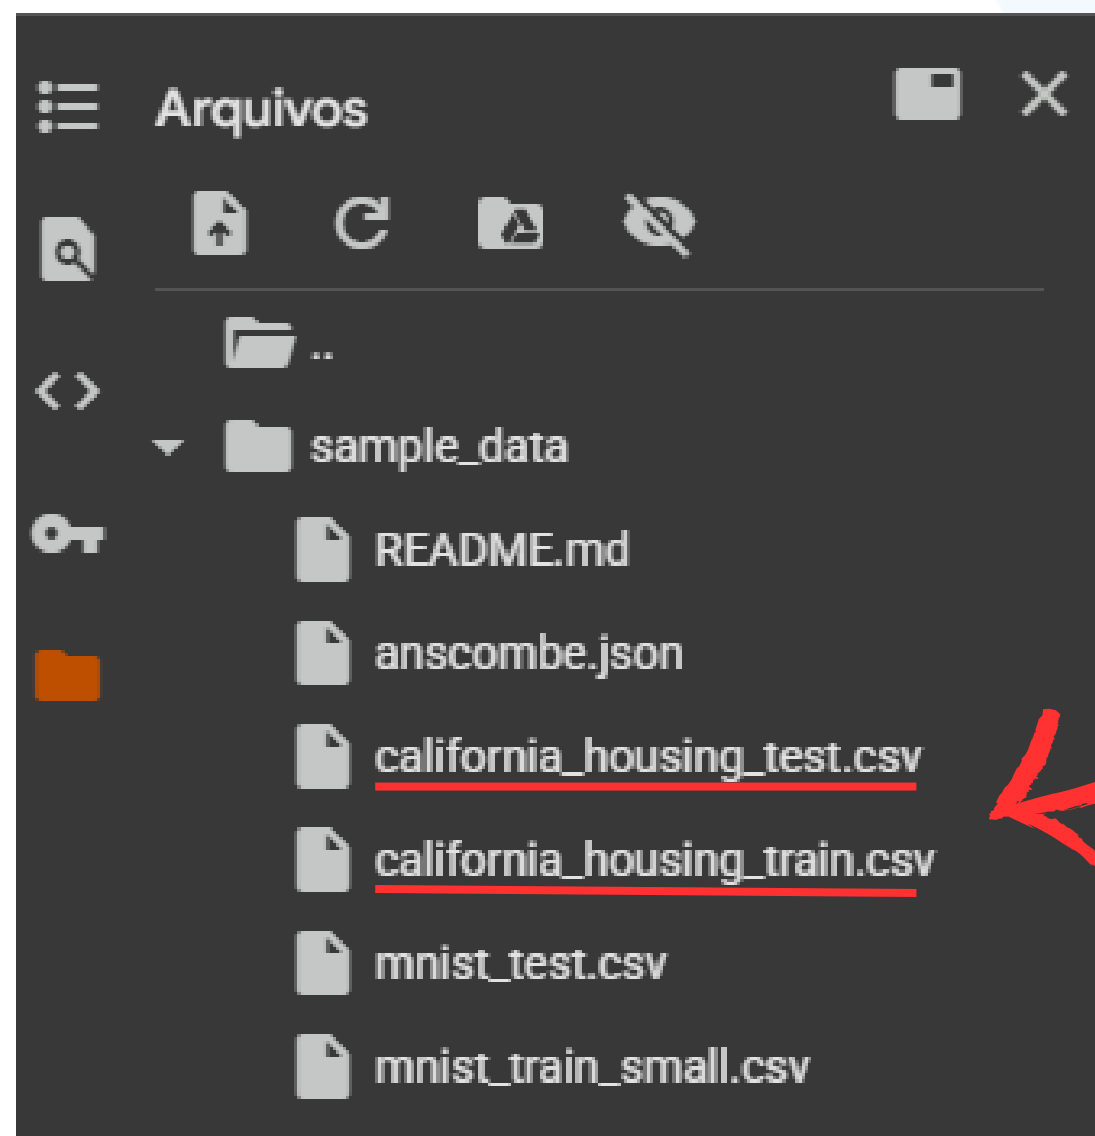 Arquivos
..
sample_data
README.md
anscombe.json
california_housing_test.csv
california_housing_train.csv
mnist_test.csv
mnist_train_small.csv